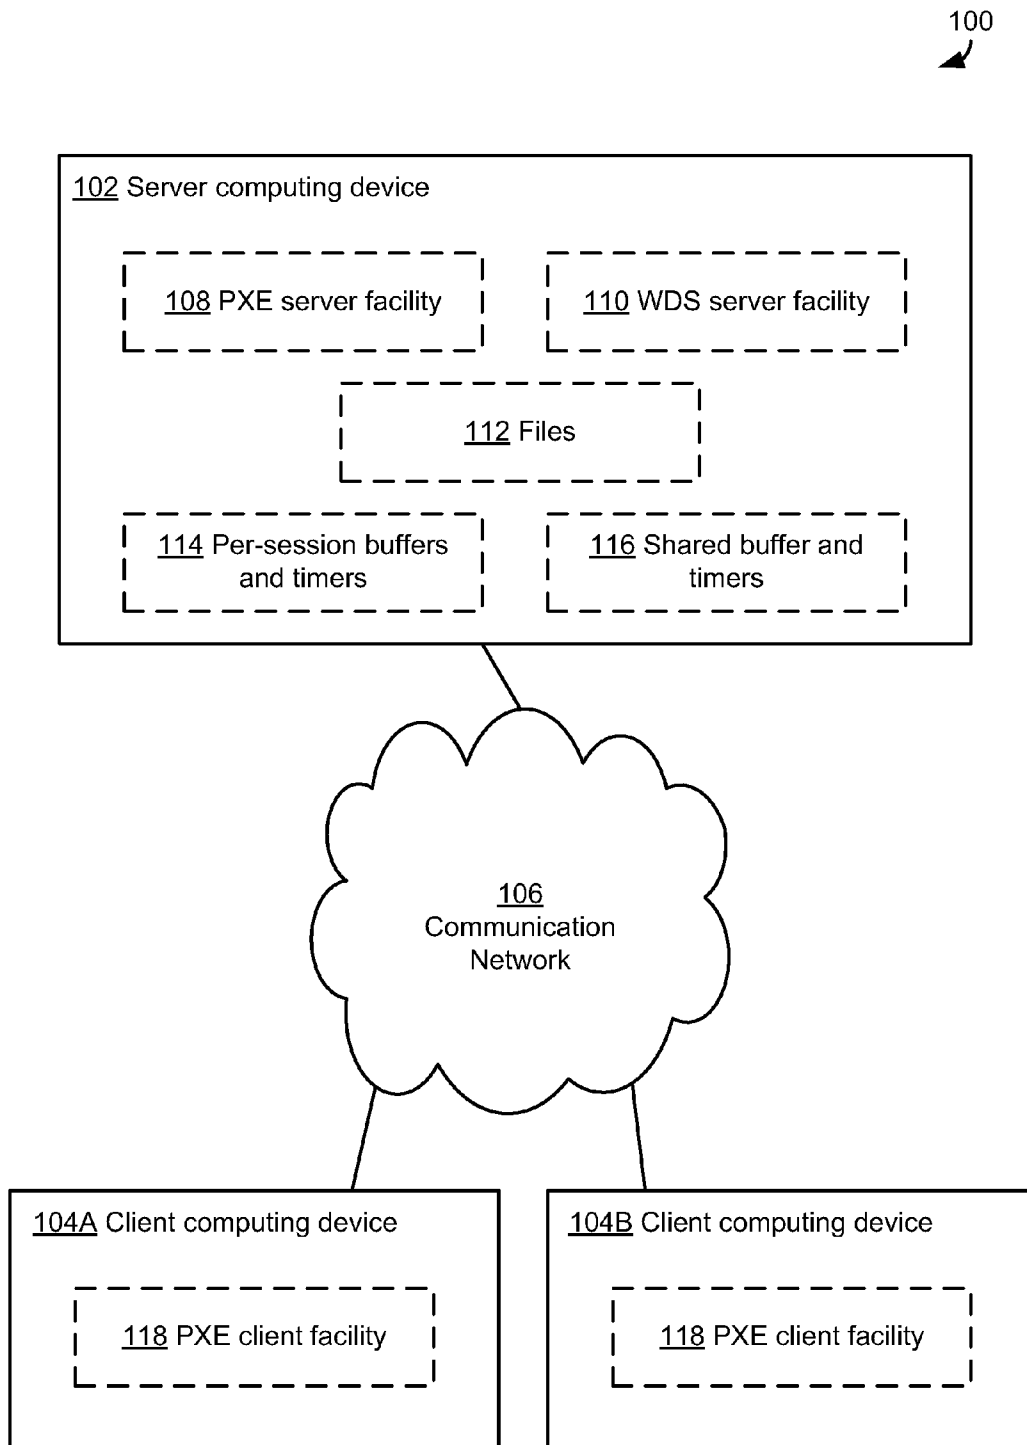 100
102 Server computing device
108 PXE server facility
110 WDS server facility
112 Files
114 Per-session buffers
and timers
116 Shared buffer and
timers
106
Communication
Network
104A Client computing device
104B Client computing device
118 PXE client facility
118 PXE client facility